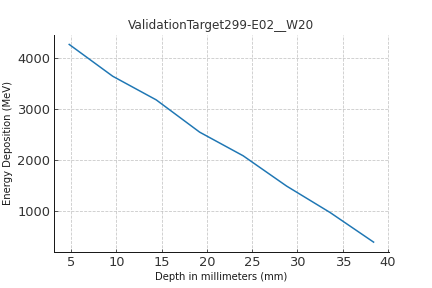 ValidationTarget299-E02__W20
Energy Deposition (MeV)
4000
3000
2000
1000
5 10 15 20 25 30 35 40
Depth in millimeters (mm)